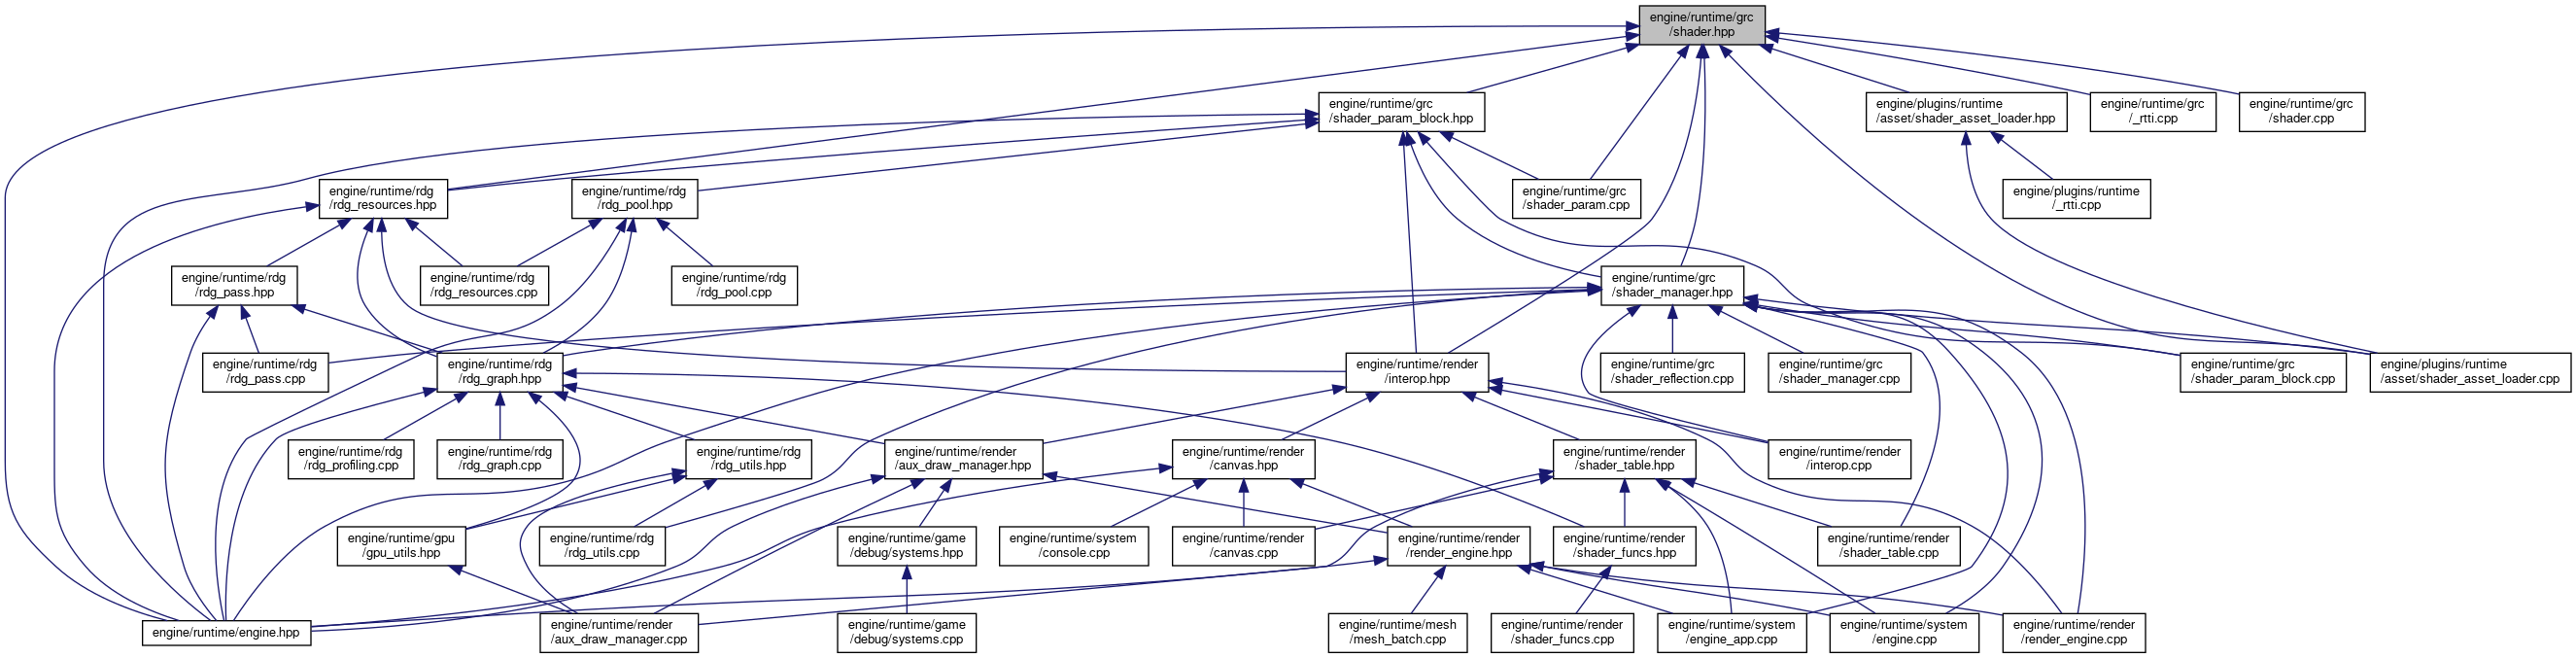 engine/runtime/grc
/shader.hpp
engine/runtime/grc
/shader_param_block.hpp
engine/plugins/runtime
/asset/shader_asset_loader.hpp
engine/runtime/grc
/_rtti.cpp
engine/runtime/grc
/shader.cpp
engine/runtime/rdg
/rdg_resources.hpp
engine/runtime/rdg
/rdg_pool.hpp
engine/runtime/grc
/shader_param.cpp
engine/plugins/runtime
/_rtti.cpp
engine/runtime/rdg
/rdg_pass.hpp
engine/runtime/rdg
/rdg_resources.cpp
engine/runtime/rdg
/rdg_pool.cpp
engine/runtime/grc
/shader_manager.hpp
engine/runtime/rdg
/rdg_pass.cpp
engine/runtime/rdg
/rdg_graph.hpp
engine/runtime/render
/interop.hpp
engine/runtime/grc
/shader_reflection.cpp
engine/runtime/grc
/shader_manager.cpp
engine/runtime/grc
/shader_param_block.cpp
engine/plugins/runtime
/asset/shader_asset_loader.cpp
engine/runtime/rdg
/rdg_profiling.cpp
engine/runtime/rdg
/rdg_graph.cpp
engine/runtime/rdg
/rdg_utils.hpp
engine/runtime/render
/aux_draw_manager.hpp
engine/runtime/render
/canvas.hpp
engine/runtime/render
/shader_table.hpp
engine/runtime/render
/interop.cpp
engine/runtime/gpu
/gpu_utils.hpp
engine/runtime/rdg
/rdg_utils.cpp
engine/runtime/game
/debug/systems.hpp
engine/runtime/system
/console.cpp
engine/runtime/render
/canvas.cpp
engine/runtime/render
/render_engine.hpp
engine/runtime/render
/shader_funcs.hpp
engine/runtime/render
/shader_table.cpp
engine/runtime/engine.hpp
engine/runtime/render
/aux_draw_manager.cpp
engine/runtime/game
/debug/systems.cpp
engine/runtime/mesh
/mesh_batch.cpp
engine/runtime/render
/shader_funcs.cpp
engine/runtime/system
/engine_app.cpp
engine/runtime/system
/engine.cpp
engine/runtime/render
/render_engine.cpp